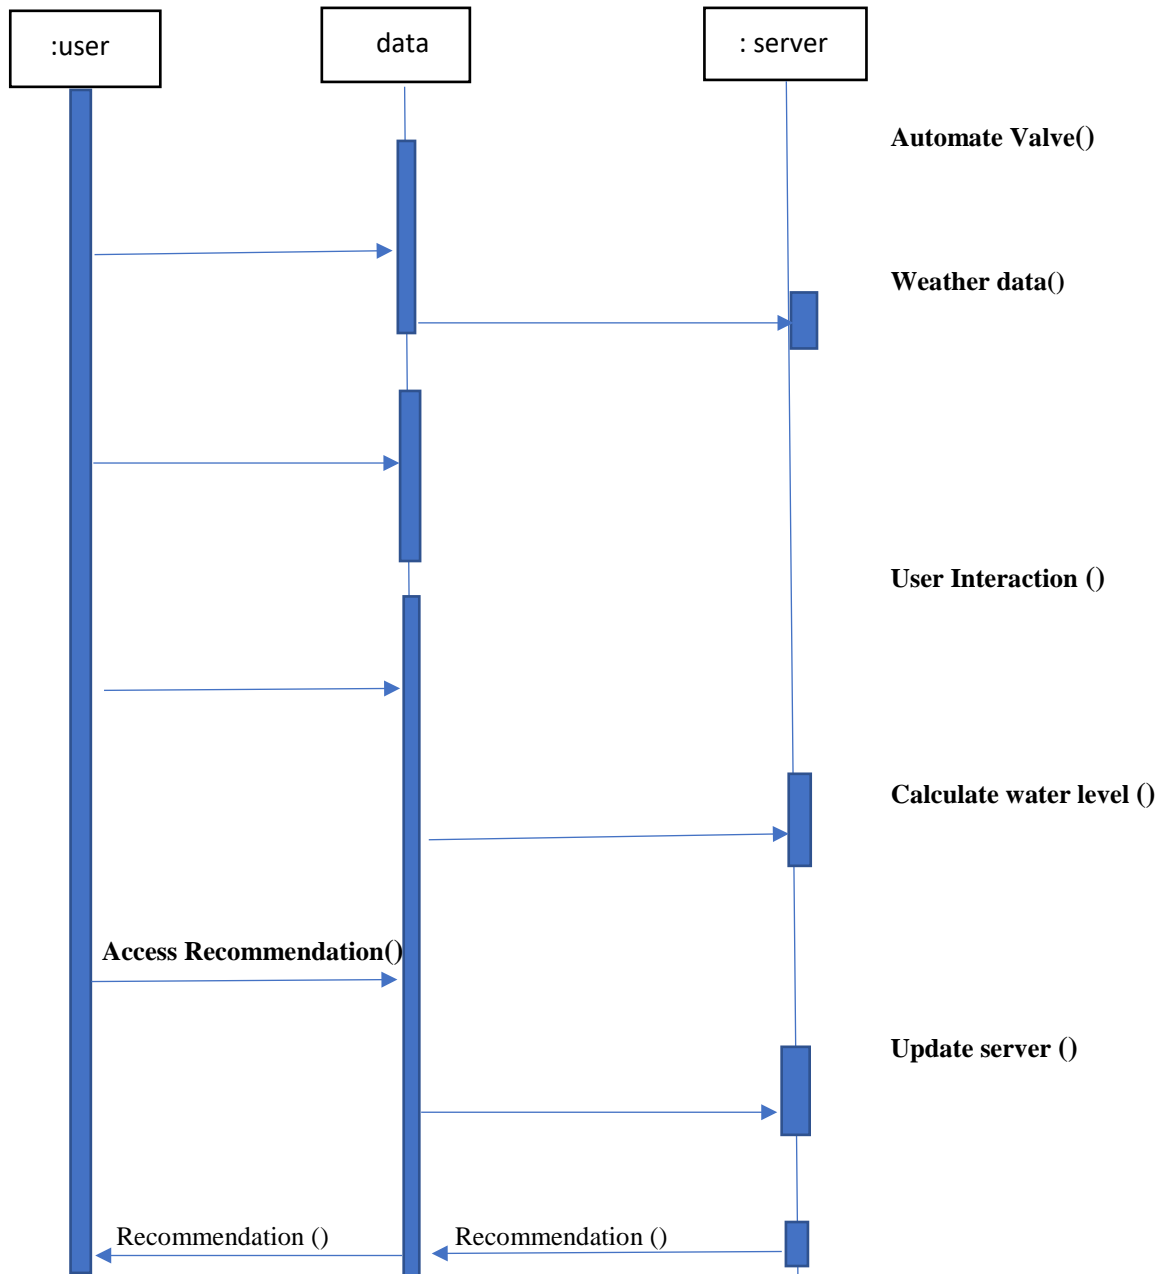 :user
data
: server
Automate Valve()
Weather data()
User Interaction ()
Calculate water level ()
Access Recommendation()
Update server ()
Recommendation ()
Recommendation ()